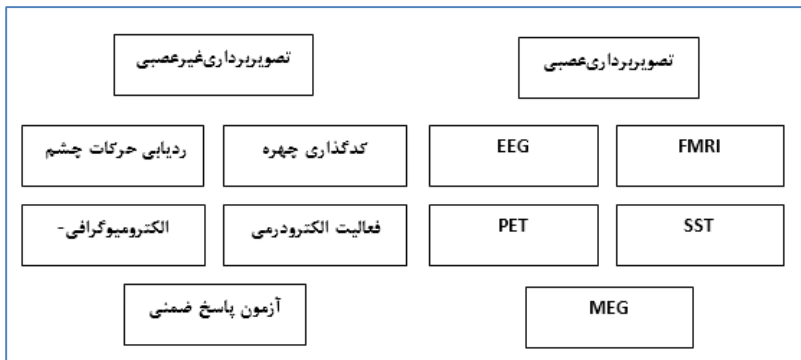 تصویربرداری‌عصبی
تصویربرداری‌غیرعصبی
FMRI
EEG
کدگذاری چهره
ردیابی حرکات چشم
SST
PET
فعالیت الکترودرمی
الکترومیوگرافی-
MEG
آزمون پاسخ ضمنی